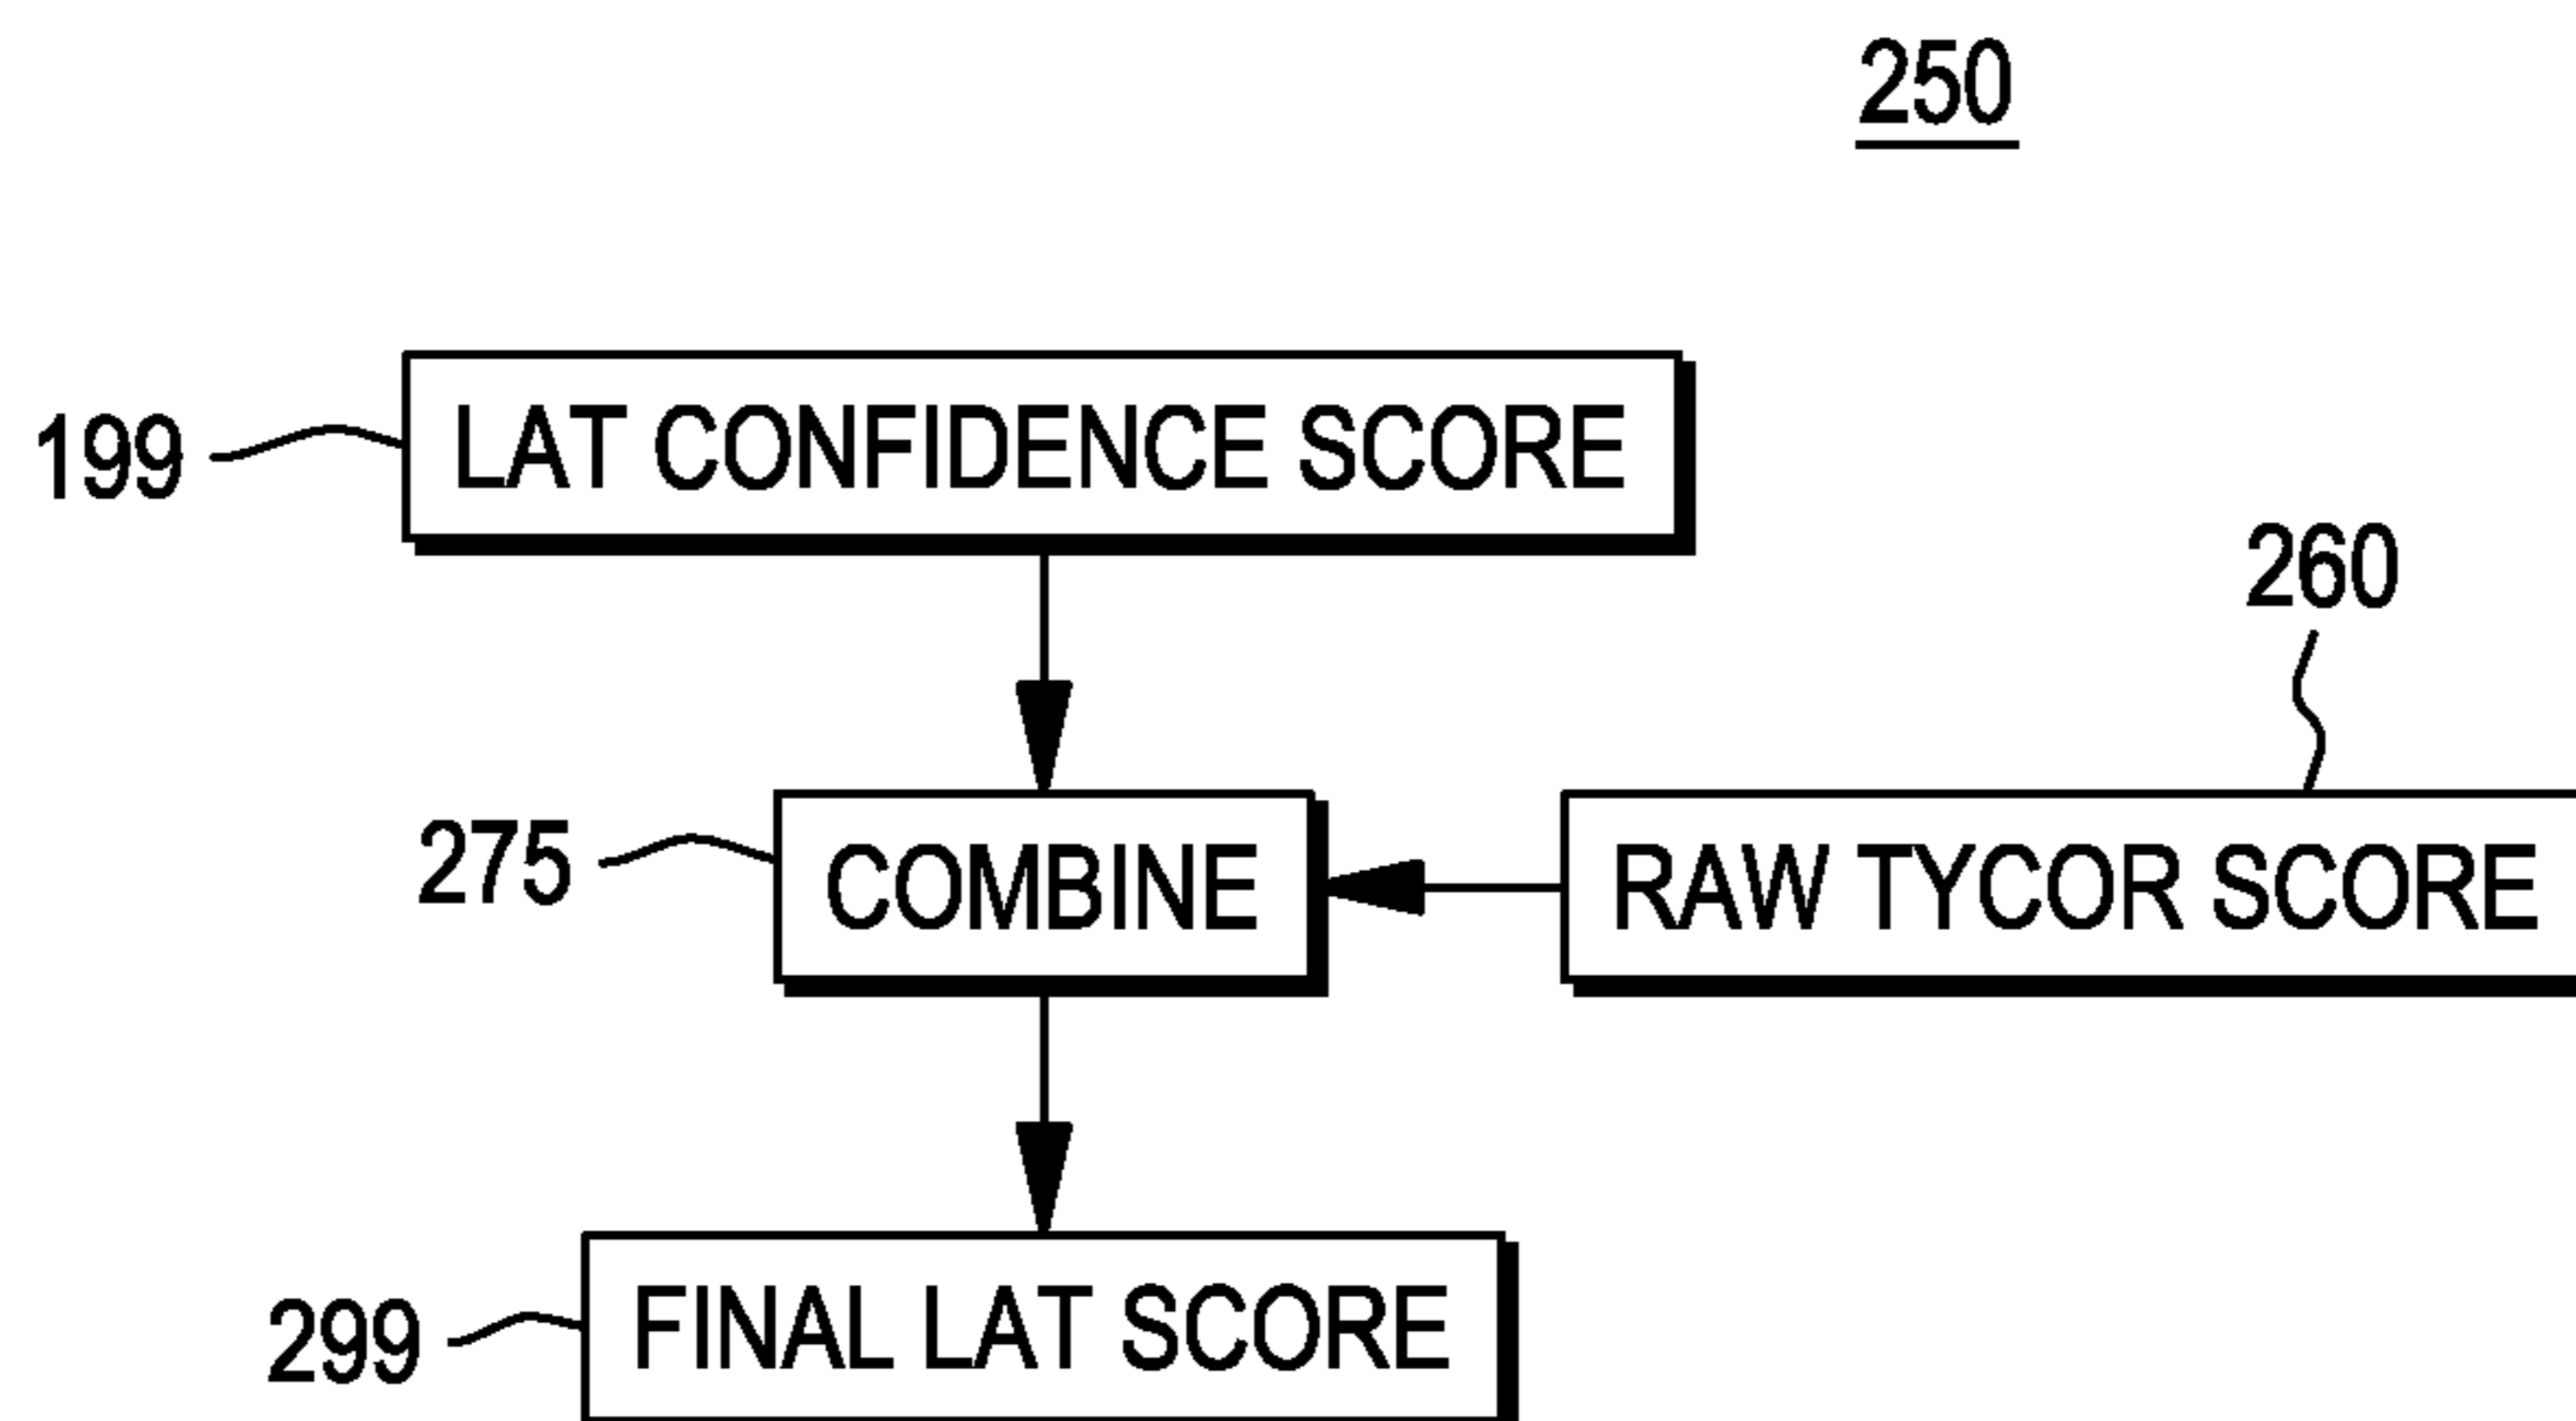 250
199
LAT CONFIDENCE SCORE
260
275
COMBINE
RAW TYCOR SCORE
299
FINAL LAT SCORE